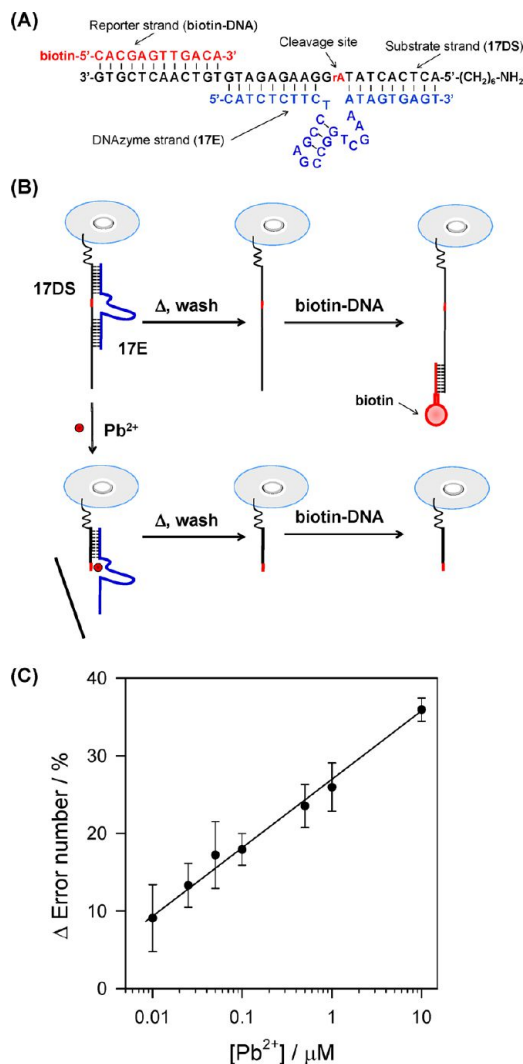 (A)
Reporter strand (biotin-DNA)
Cleavage site
Substrate strand (17DS)
biotin-5'-CACGAGTTGACA-3'
3'-GTGCTCAACTGTGTAGAGAAGGrATATCACTCA-5'-(CH2)6-NH2
5'-CATCTCTTCT ATAGTGAGT-3'
DNAzyme strand (17E)
C
C
G
A
G
C
C
G
T
C
G
A
A
A
(B)
17DS
17E
Δ, wash
biotin-DNA
biotin
Pb2+
Δ, wash
biotin-DNA
(C)
Δ Error number / %
40
30
20
10
0
0.01
0.1
1
10
[Pb2+] / µM